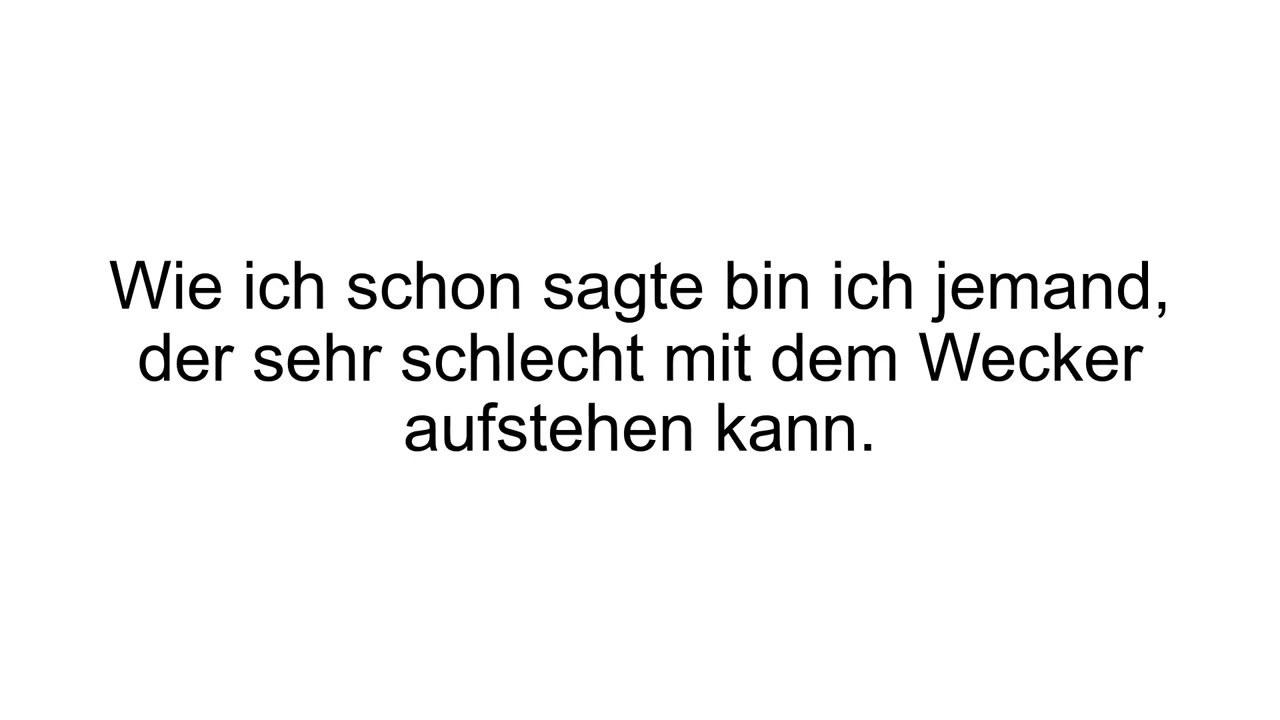 Wie ich schon sagte bin ich jemand,
der sehr schlecht mit dem Wecker
aufstehen kann.